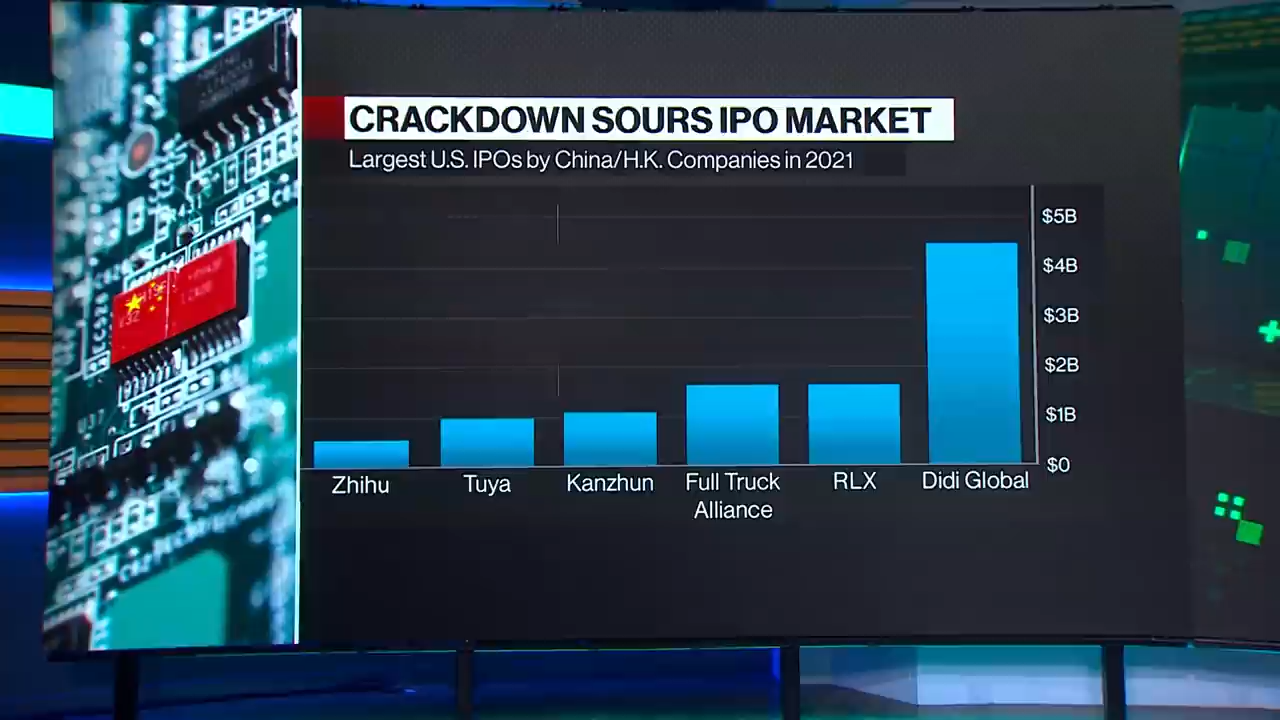 CRACKDOWN SOURS IPO MARKET
Largest U.S. IPOs by China/H.K. Companies in 2021
$5B
$4B
$3B
$2B
$1B
$0
Zhihu
Tuya
Kanzhun
Full Truck
Alliance
RLX
Didi Global
U37